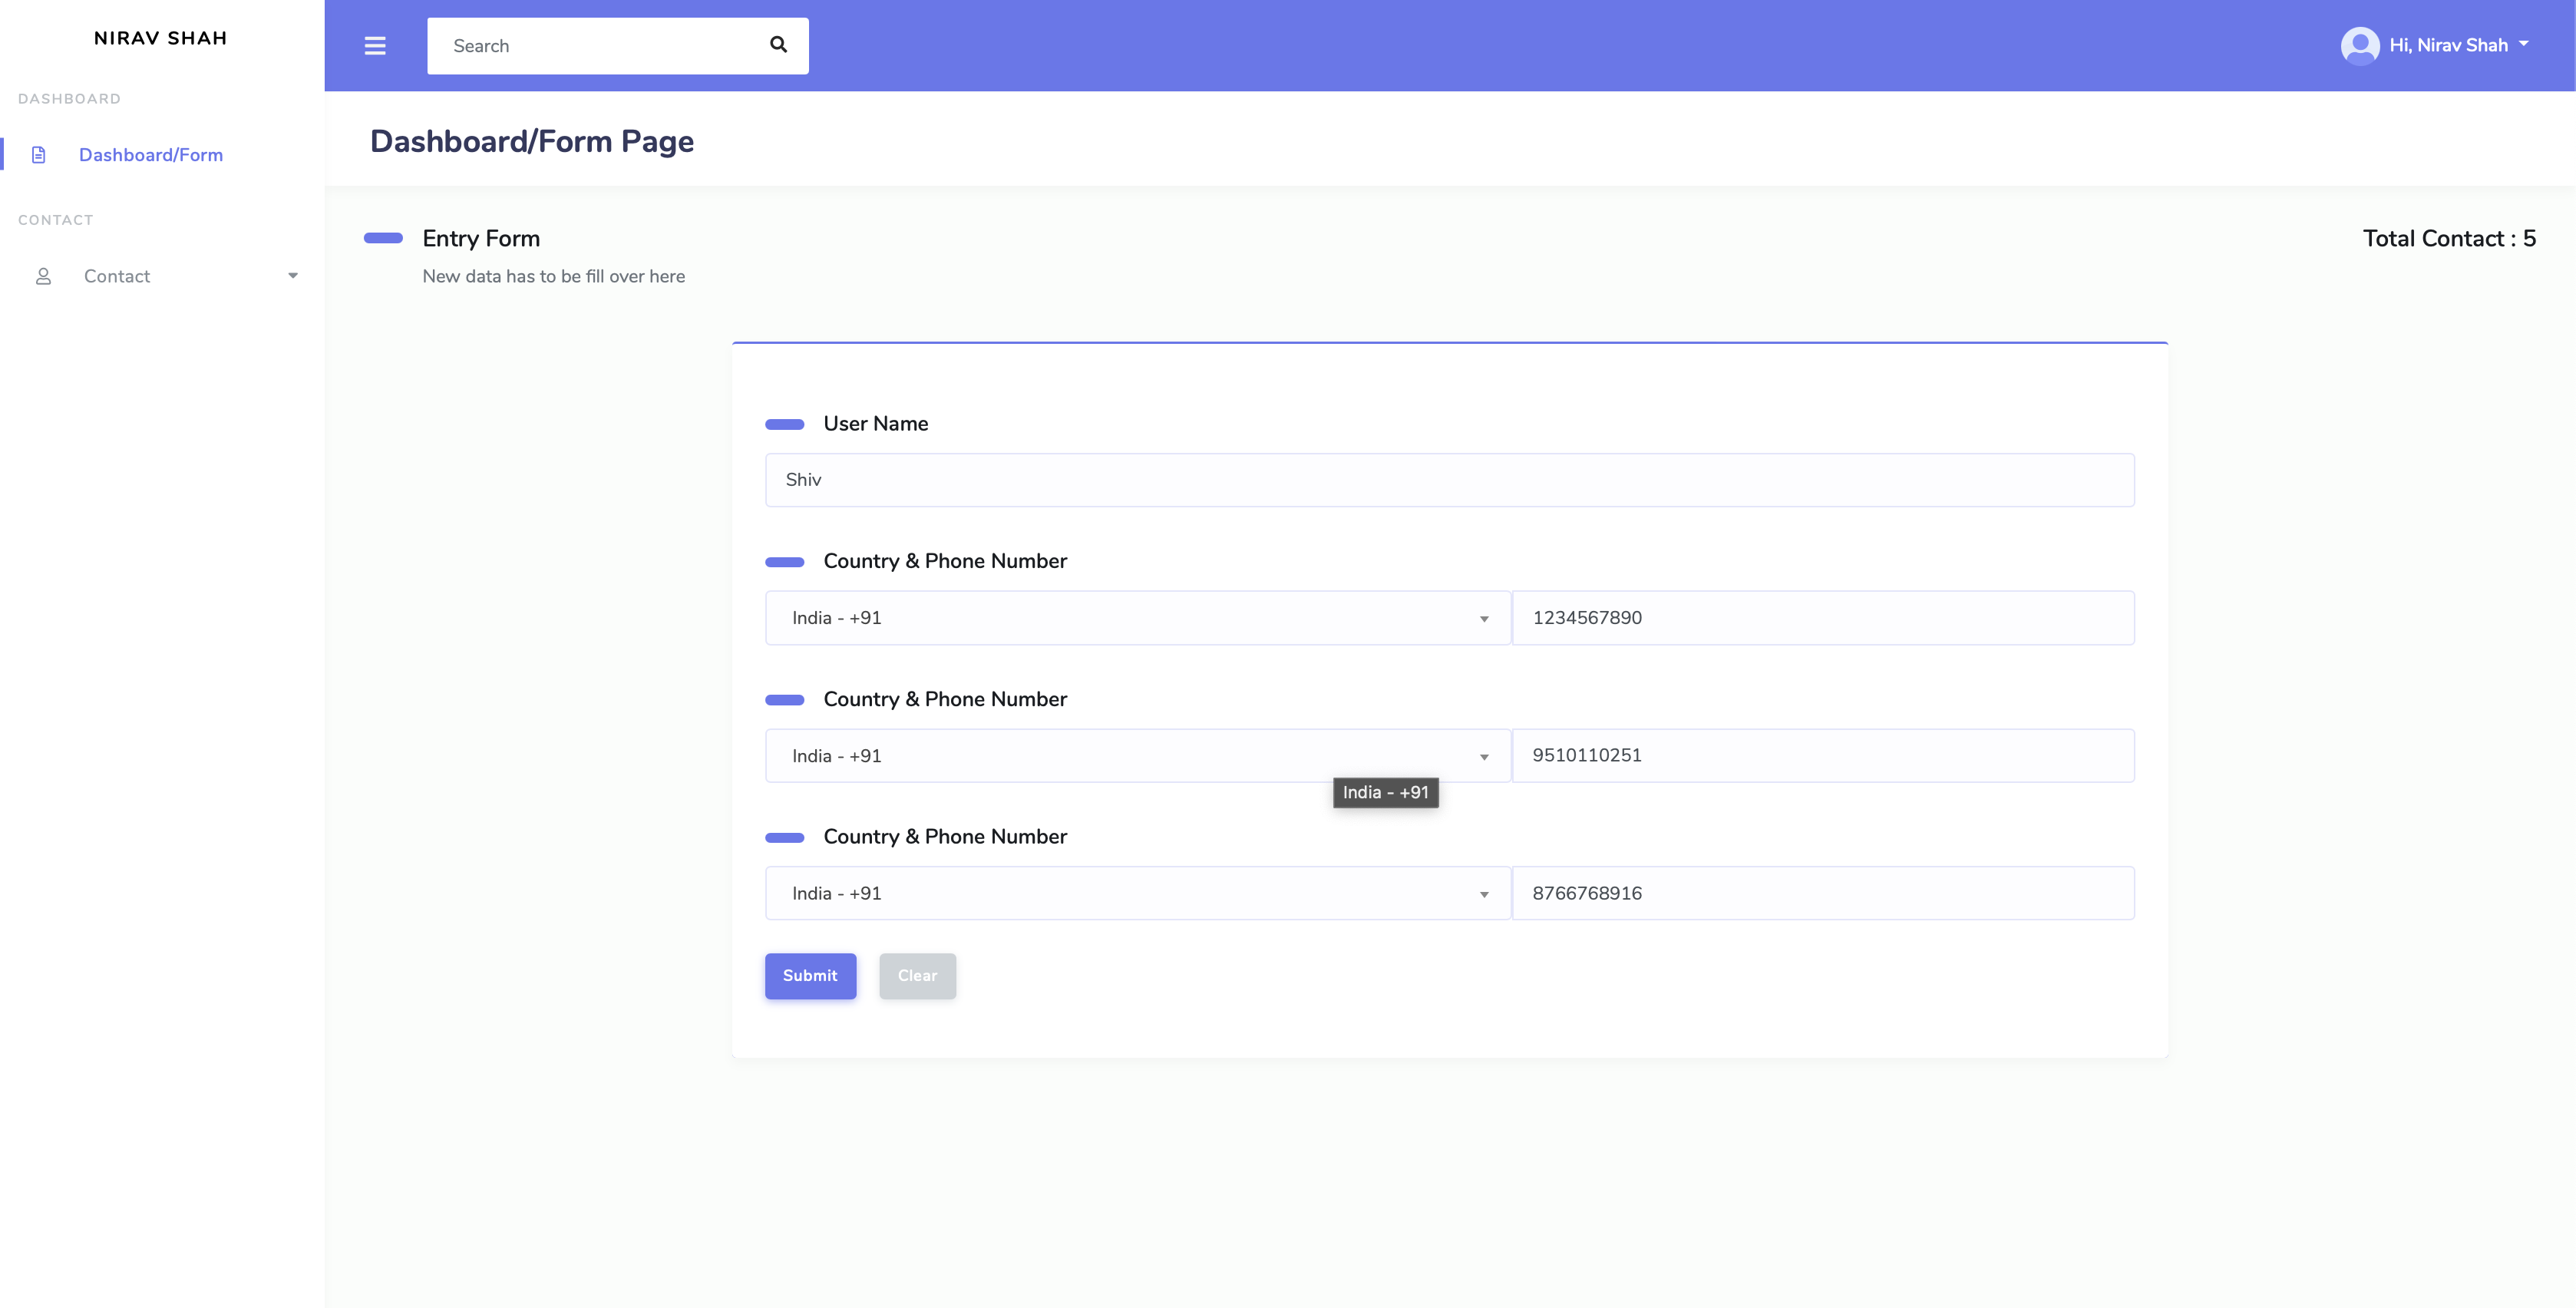 NIRAV SHAH
DASHBOARD
Dashboard/Form
CONTACT
Contact
Search
Hi, Nirav Shah
Dashboard/Form Page
Entry Form
Total Contact : 5
New data has to be fill over here
User Name
Shiv
Country & Phone Number
India - +91 1234567890
Country & Phone Number
India - +91 9510110251
India - +91
Country & Phone Number
India - +91 8766768916
Submit Clear